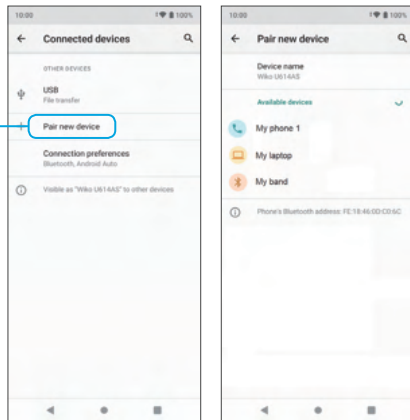 10:00
100%
Connected devices
OTHER DEVICES
USB
File transfer
Pair new device
Connection preferences
Bluetooth, Android Auto
Visible as "Wiko U614AS" to other devices
10:00
100%
Pair new device
Device name
Wiko U614AS
Available devices
My phone 1
My laptop
My band
Phone's Bluetooth address: FE:18:46:0D:C0:6C